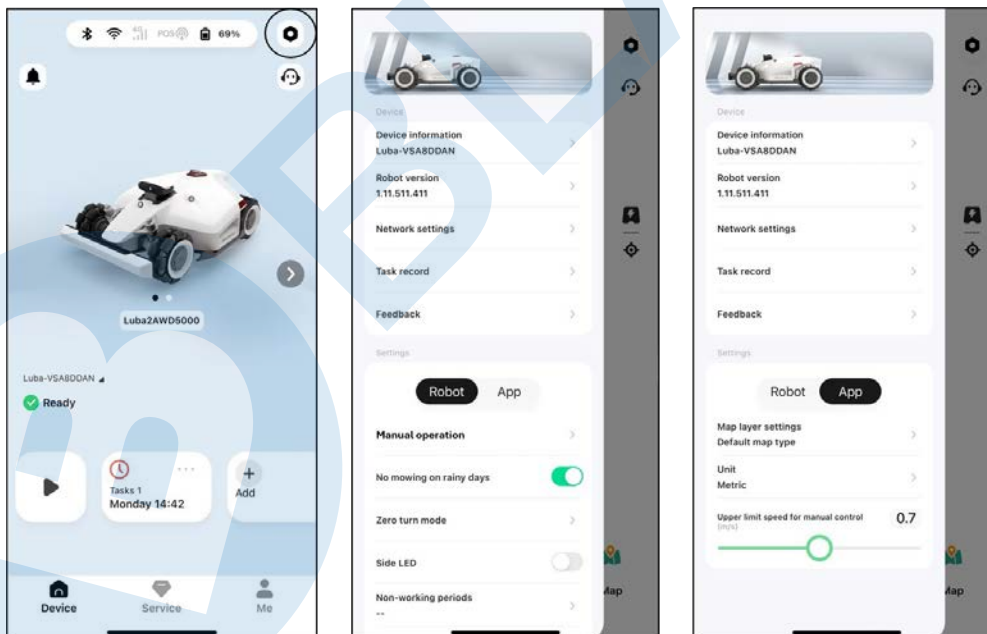 4G POS 69%
Luba2AWD5000
Luba-VSA8DDAN
Ready
Tasks 1
Monday 14:42
Add
Device Service Me
Device
Device information
Luba-VSA8DDAN
Robot version
1.11.511.411
Network settings
Task record
Feedback
Settings
Robot App
Manual operation
No mowing on rainy days
Zero turn mode
Side LED
Non-working periods
--
Map
Device
Device information
Luba-VSA8DDAN
Robot version
1.11.511.411
Network settings
Task record
Feedback
Settings
Robot App
Map layer settings
Default map type
Unit
Metric
Upper limit speed for manual control 0.7
(m/s)
Map